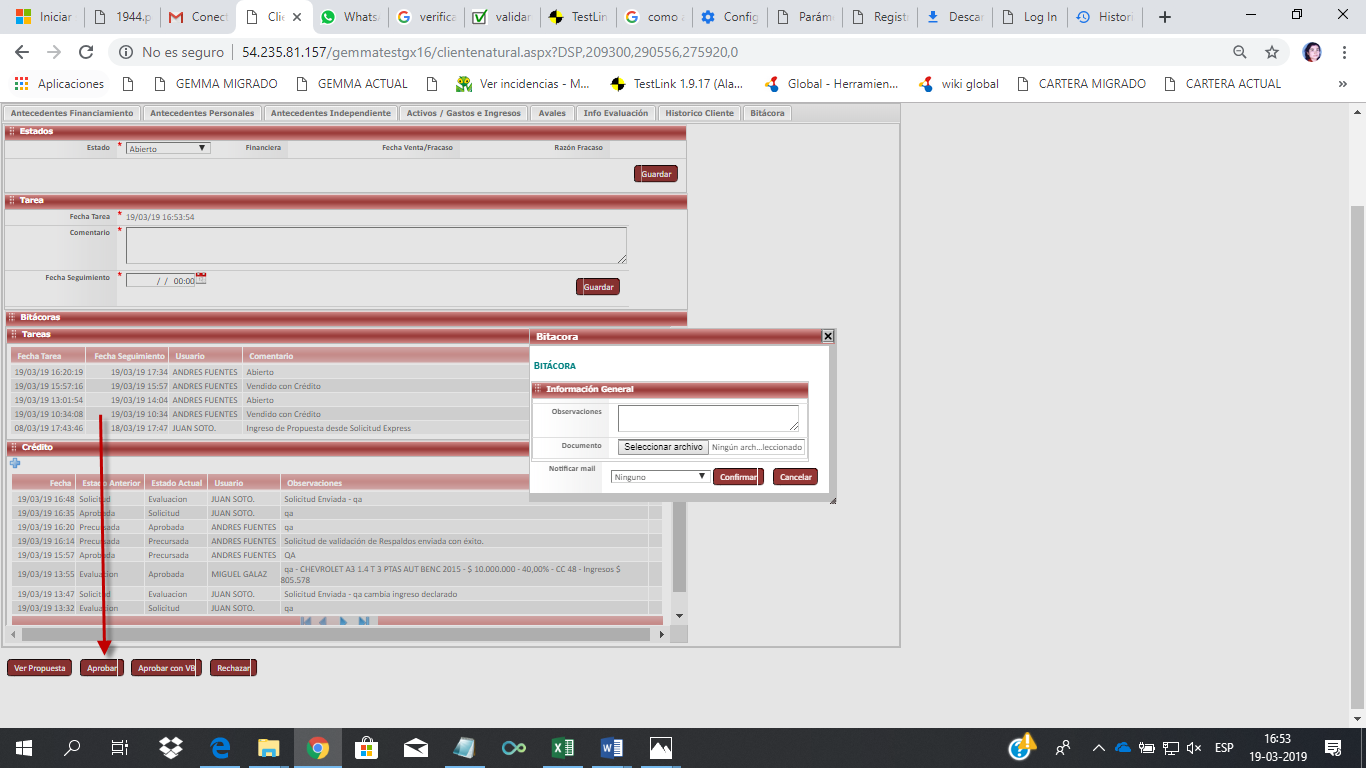 Iniciar
1944.p
Conect
Clie
WhatsA
verifica
validar
TestLin
como
Config
Parám
Regist
Descar
Log In
Histori
No es seguro | 54.235.81.157/gemmatestgx16/clientenatural.aspx?DSP,209300,290556,275920,0
Aplicaciones
GEMMA MIGRADO
GEMMA ACTUAL
Ver incidencias - M...
TestLink 1.9.17 (Ala...
Global - Herramien...
wiki global
CARTERA MIGRADO
CARTERA ACTUAL
»
Antecedentes Financiamiento
Antecedentes Personales
Antecedentes Independiente
Activos / Gastos e Ingresos
Avales
Info Evaluación
Historico Cliente
Bitácora
Estados
Estado * Abierto Financiera Fecha Venta/Fracaso Razón Fracaso
Guardar
Tarea
Fecha Tarea * 19/03/19 16:53:54
Comentario *
Fecha Seguimiento * / / 00:00
Guardar
Bitácoras
Tareas
Fecha Tarea Fecha Seguimiento Usuario Comentario
19/03/19 16:20:19 19/03/19 17:34 ANDRES FUENTES Abierto
19/03/19 15:57:16 19/03/19 15:57 ANDRES FUENTES Vendido con Crédito
19/03/19 13:01:54 19/03/19 14:04 ANDRES FUENTES Abierto
19/03/19 10:34:08 19/03/19 10:34 ANDRES FUENTES Vendido con Crédito
08/03/19 17:43:46 18/03/19 17:47 JUAN SOTO. Ingreso de Propuesta desde Solicitud Express
Crédito
Fecha Estado Anterior Estado Actual Usuario Observaciones
19/03/19 16:48 Solicitud Evaluacion JUAN SOTO. Solicitud Enviada - qa
19/03/19 16:35 Aprobada Solicitud JUAN SOTO. qa
19/03/19 16:20 Precursada Aprobada ANDRES FUENTES qa
19/03/19 16:14 Precursada Precursada ANDRES FUENTES Solicitud de validación de Respaldos enviada con éxito.
19/03/19 15:57 Aprobada Precursada ANDRES FUENTES QA
19/03/19 13:55 Evaluacion Aprobada MIGUEL GALAZ qa - CHEVROLET A3 1.4 T 3 PTAS AUT BENC 2015 - $ 10.000.000 - 40,00% - CC 48 - Ingresos $
805.578
19/03/19 13:47 Solicitud Evaluacion JUAN SOTO. Solicitud Enviada - qa cambia ingreso declarado
19/03/19 13:32 Evaluacion Solicitud JUAN SOTO. qa
Bitacora
BITÁCORA
Información General
Observaciones
Documento Seleccionar archivo Ningún arch...leccionado
Notificar mail Ninguno Confirmar Cancelar
Ver Propuesta
Aprobar
Aprobar con VB
Rechazar
ESP
16:53
19-03-2019